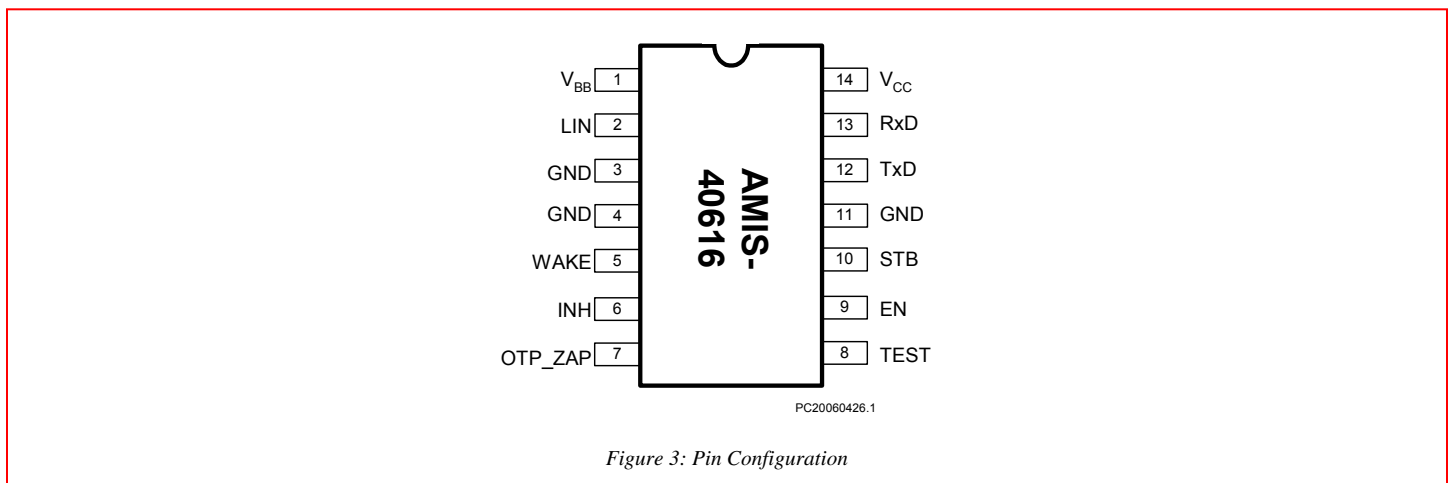 V_BB 1 14 V_CC
LIN 2 13 RxD
GND 3 12 TxD
GND 4 11 GND
WAKE 5 10 STB
INH 6 9 EN
OTP_ZAP 7 8 TEST
AMIS-
40616
PC20060426.1
Figure 3: Pin Configuration